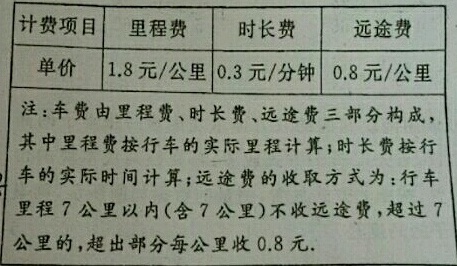 计费项目 里程费 时长费 远途费
单价 1.8元/公里 0.3元/分钟 0.8元/公里
注:车费由里程费、时长费、远途费三部分构成,
其中里程费按行车的实际里程计算;时长费按行
车的实际时间计算;远途费的收取方式为:行车
里程7公里以内(含7公里)不收远途费,超过7
公里的,超出部分每公里收0.8元.